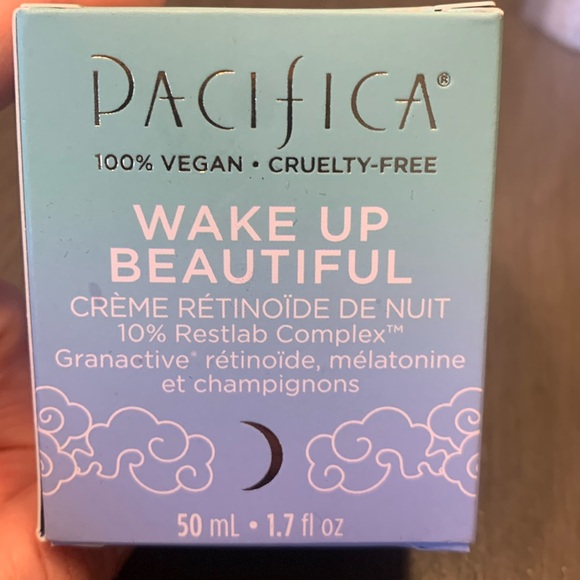 PACIFICA®
100% VEGAN • CRUELTY-FREE
WAKE UP
BEAUTIFUL
CRÈME RÉTINOÏDE DE NUIT
10% Restlab Complex™
Granactive® rétinoïde, mélatonine
et champignons
50 mL • 1.7 fl oz